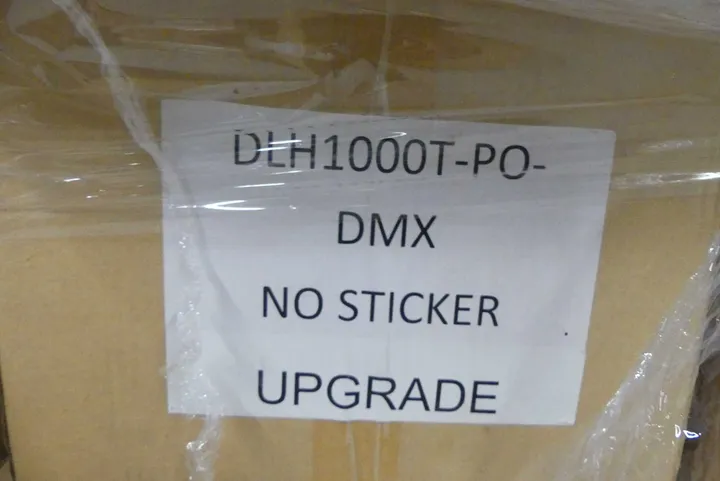 DLH1000T-PO-
DMX
NO STICKER
UPGRADE